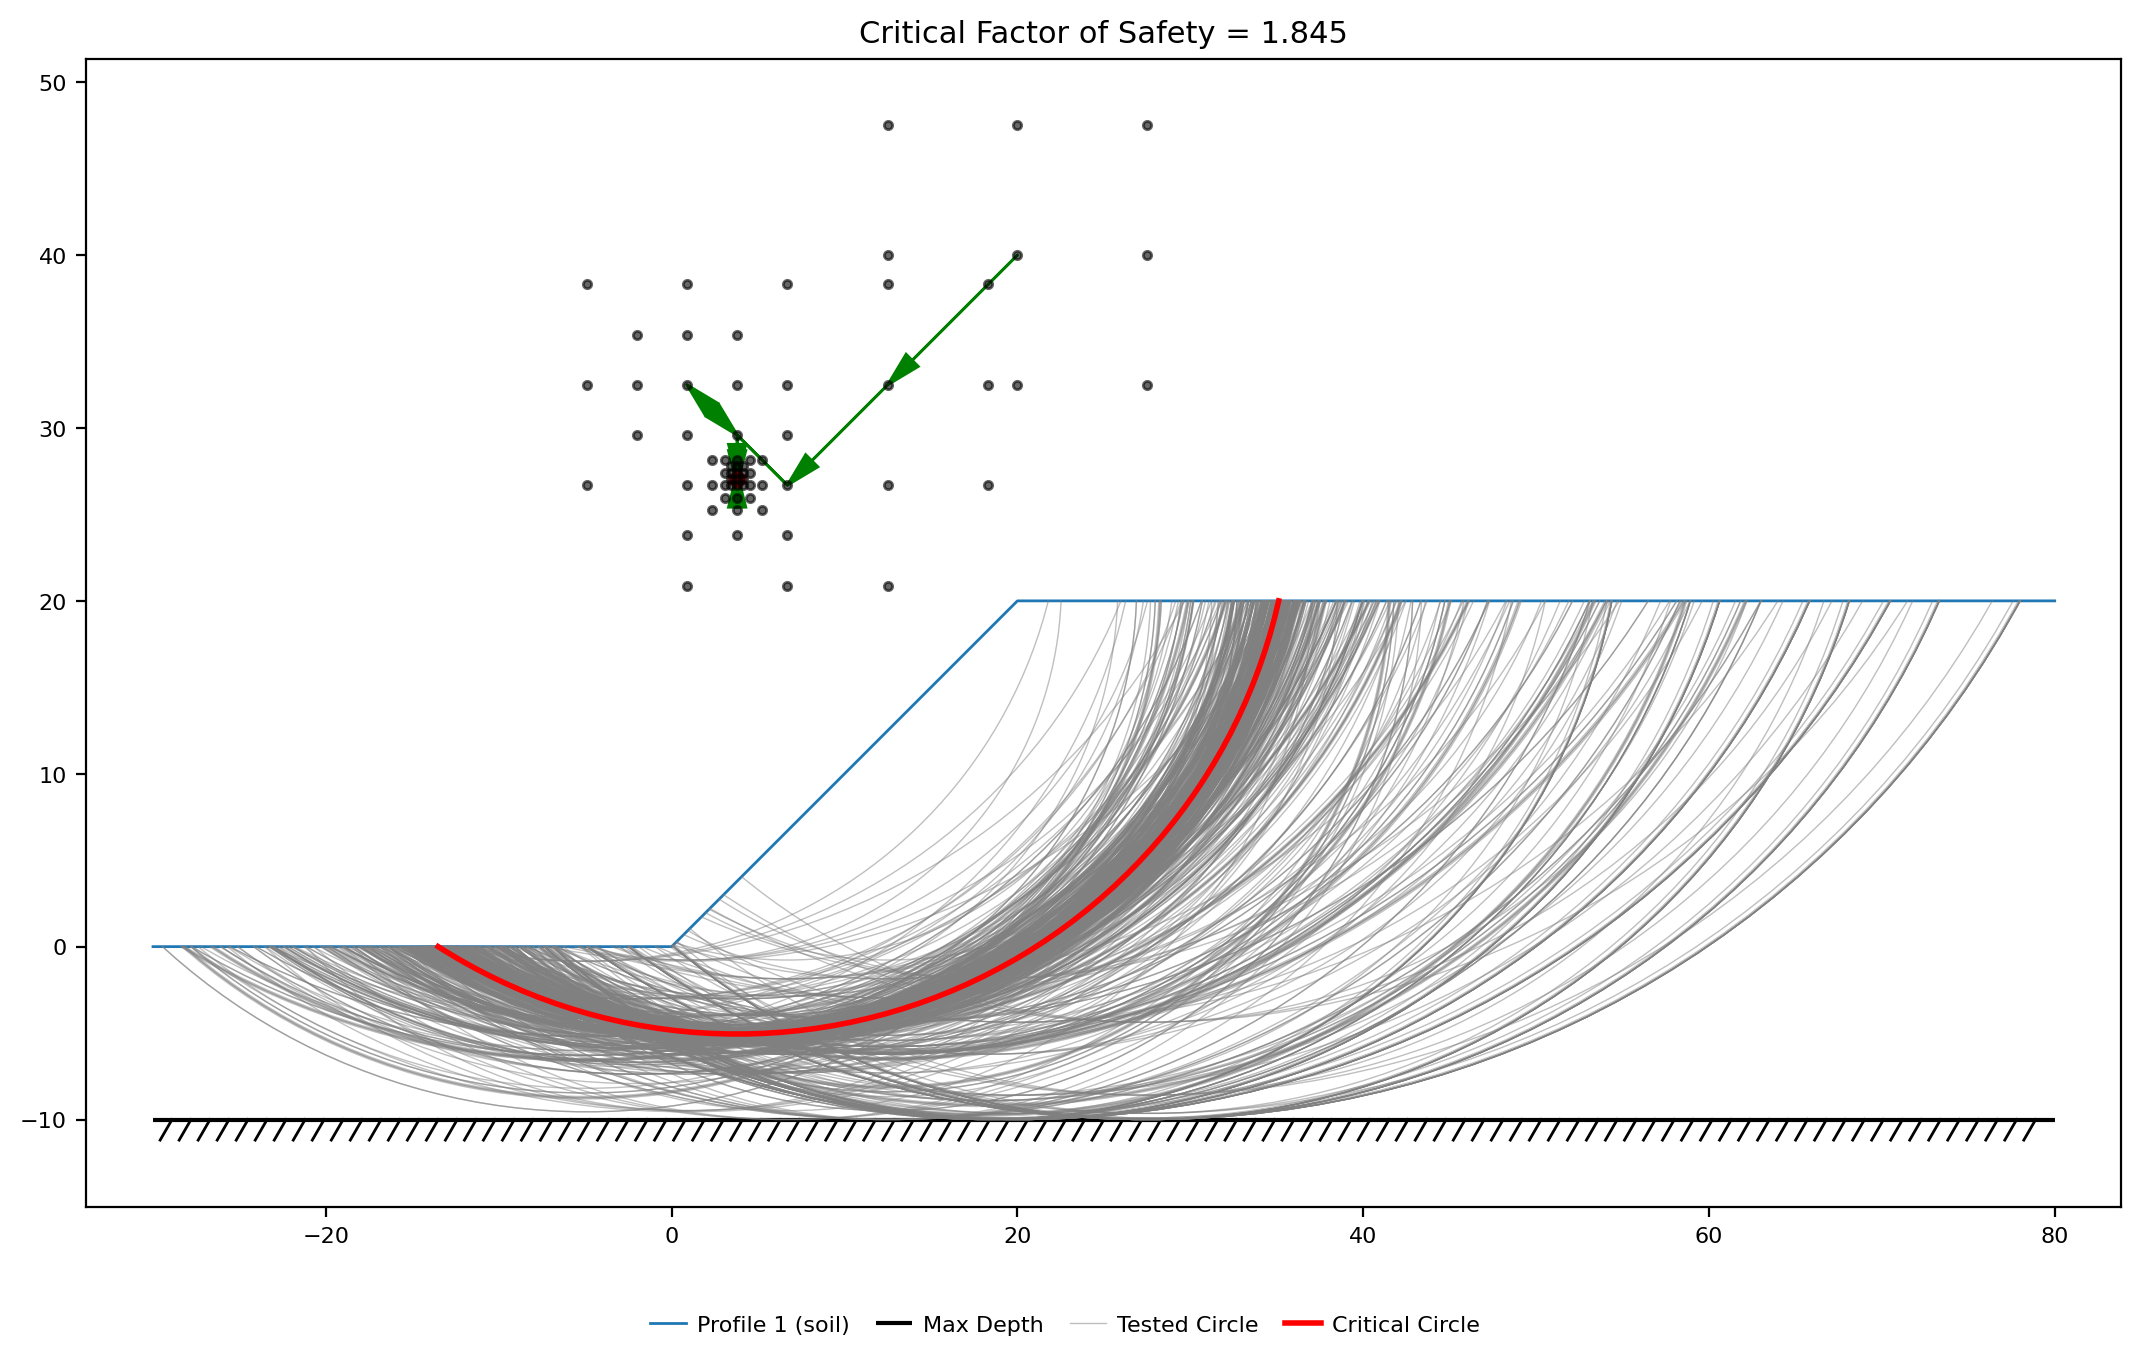 Critical Factor of Safety = 1.845
50
40
30
20
10
0
−10
−20 0 20 40 60 80
Profile 1 (soil) Max Depth Tested Circle Critical Circle